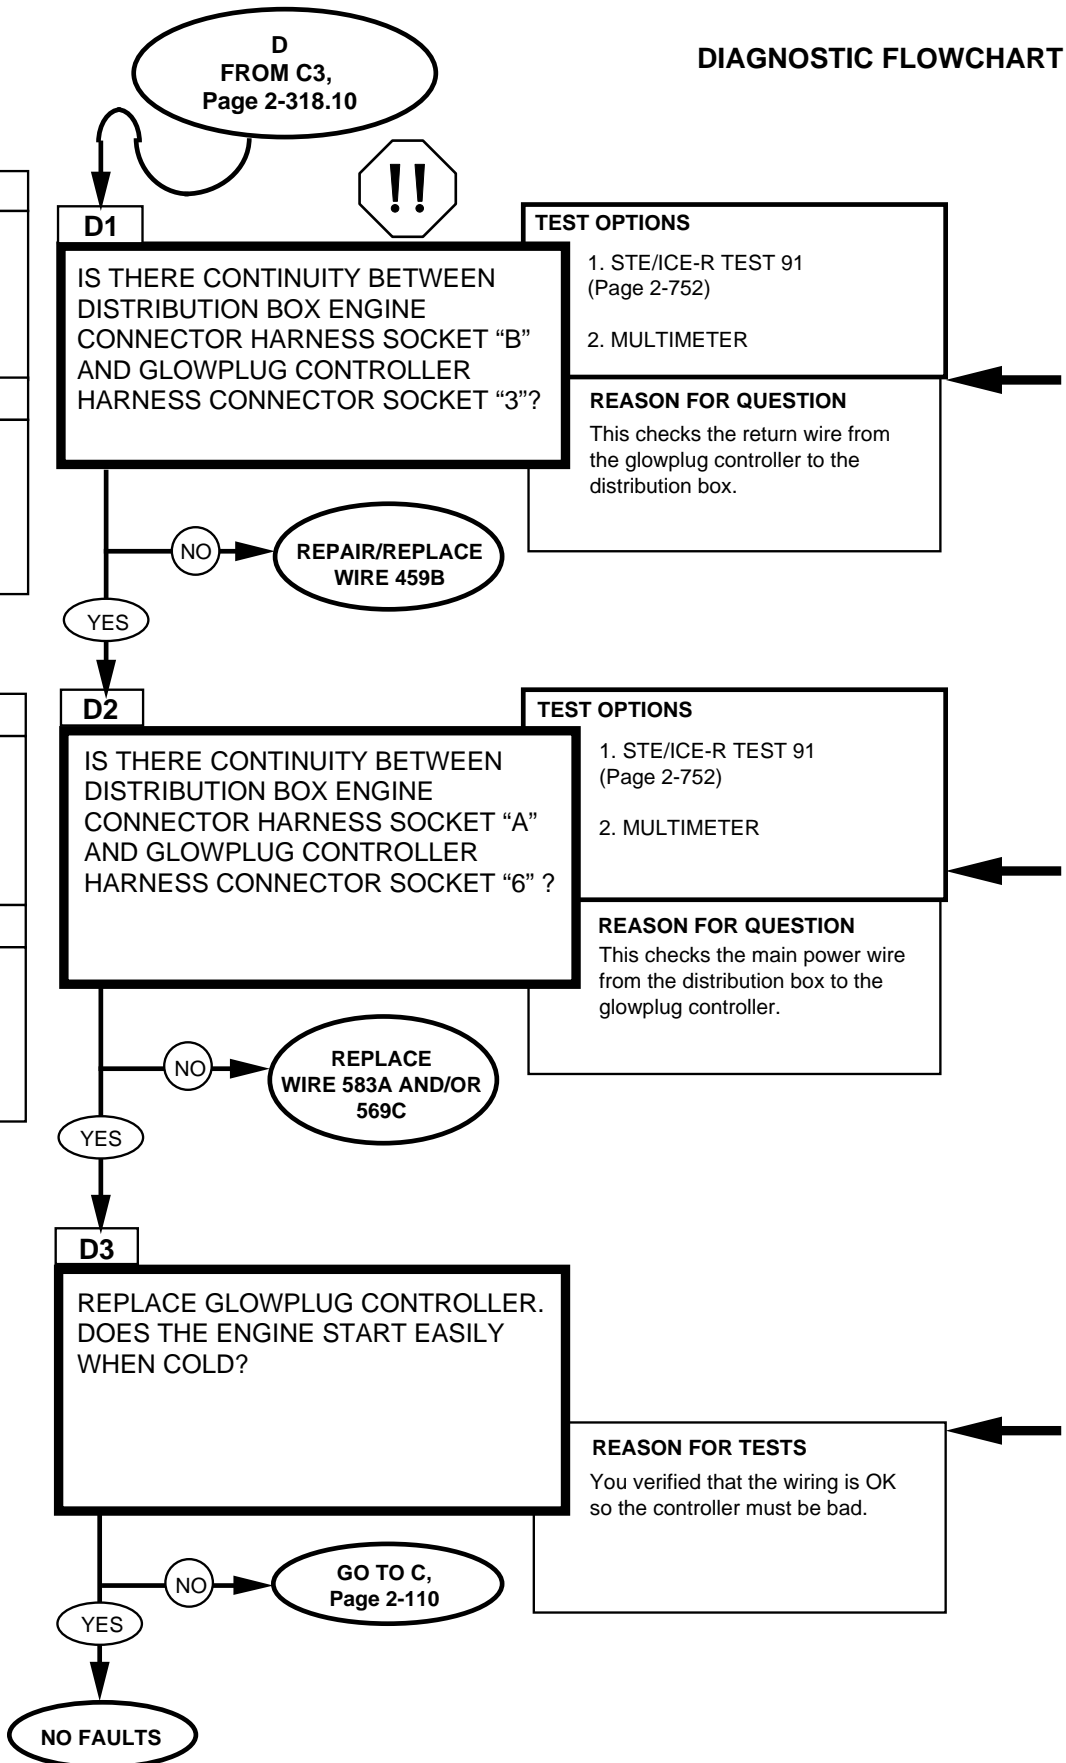 D
FROM C3,
Page 2-318.10
DIAGNOSTIC FLOWCHART
!!
D1
IS THERE CONTINUITY BETWEEN
DISTRIBUTION BOX ENGINE
CONNECTOR HARNESS SOCKET “B”
AND GLOWPLUG CONTROLLER
HARNESS CONNECTOR SOCKET “3”?
TEST OPTIONS
1. STE/ICE-R TEST 91
(Page 2-752)
2. MULTIMETER
REASON FOR QUESTION
This checks the return wire from
the glowplug controller to the
distribution box.
NO
REPAIR/REPLACE
WIRE 459B
YES
D2
IS THERE CONTINUITY BETWEEN
DISTRIBUTION BOX ENGINE
CONNECTOR HARNESS SOCKET “A”
AND GLOWPLUG CONTROLLER
HARNESS CONNECTOR SOCKET “6” ?
TEST OPTIONS
1. STE/ICE-R TEST 91
(Page 2-752)
2. MULTIMETER
REASON FOR QUESTION
This checks the main power wire
from the distribution box to the
glowplug controller.
NO
REPLACE
WIRE 583A AND/OR
569C
YES
D3
REPLACE GLOWPLUG CONTROLLER.
DOES THE ENGINE START EASILY
WHEN COLD?
REASON FOR TESTS
You verified that the wiring is OK
so the controller must be bad.
NO
GO TO C,
Page 2-110
YES
NO FAULTS